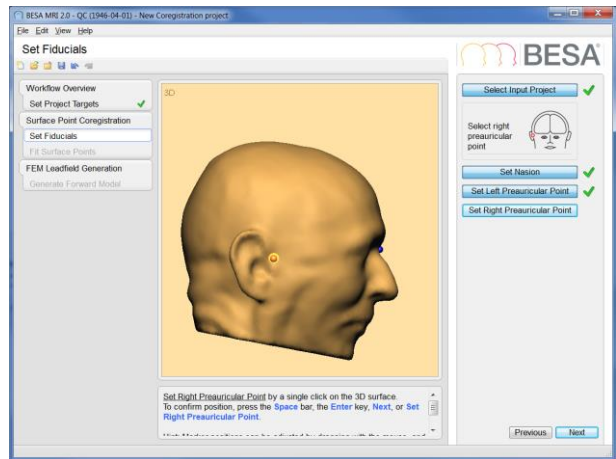 BESA MRI 2.0 - QC (1946-04-01) - New Coregistration project
File Edit View Help
Set Fiducials
BESA
Workflow Overview
Set Project Targets
Surface Point Coregistration
Set Fiducials
Fit Surface Points
FEM Leadfield Generation
Generate Forward Model
3D
Set Right Preauricular Point by a single click on the 3D surface.
To confirm position, press the Space bar, the Enter key, Next, or Set
Right Preauricular Point.
Select Input Project
Select right
preauricular
point
Set Nasion
Set Left Preauricular Point
Set Right Preauricular Point
Previous Next